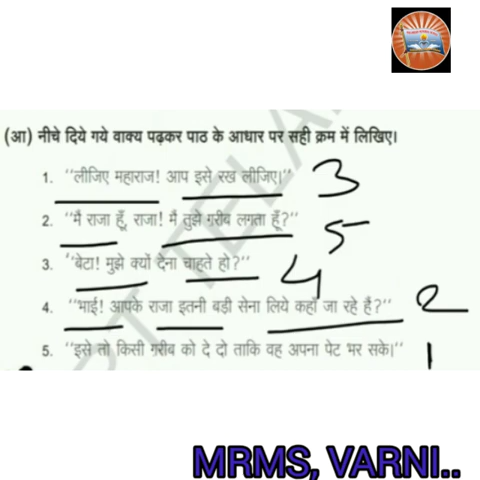 (आ) नीचे दिये गये वाक्य पढ़कर पाठ के आधार पर सही क्रम में लिखिए।
1. "लीजिए महाराज! आप इसे रख लीजिए।" 3
2. "मैं राजा हूँ, राजा! मैं तुझे गरीब लगता हूँ?" 5
3. "बेटा! मुझे क्यों देना चाहते हो?" 4
4. "भाई! आपके राजा इतनी बड़ी सेना लिये कहाँ जा रहे हैं?" 2
5. "इसे तो किसी गरीब को दे दो ताकि वह अपना पेट भर सके।" 1
MRMS, VARNI..